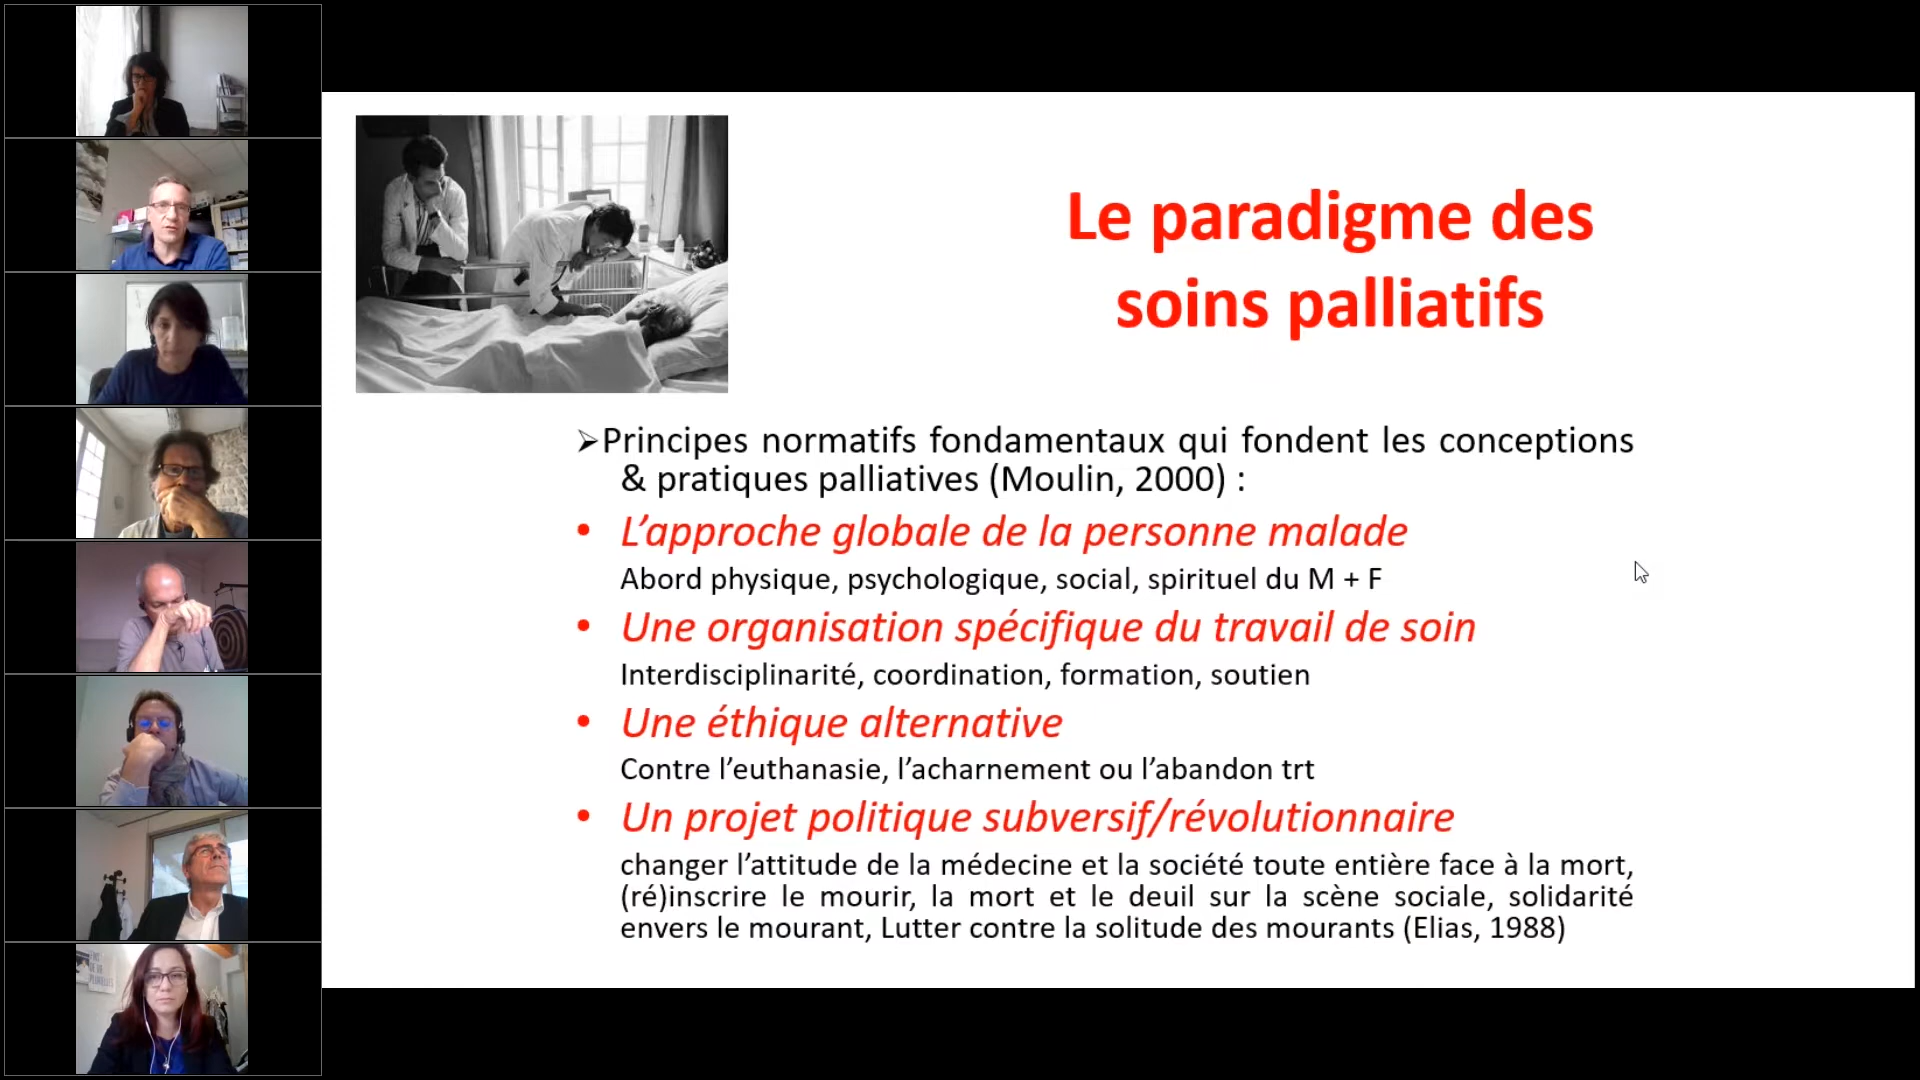 Le paradigme des
soins palliatifs
➢Principes normatifs fondamentaux qui fondent les conceptions
& pratiques palliatives (Moulin, 2000) :
• L’approche globale de la personne malade
Abord physique, psychologique, social, spirituel du M + F
• Une organisation spécifique du travail de soin
Interdisciplinarité, coordination, formation, soutien
• Une éthique alternative
Contre l’euthanasie, l’acharnement ou l’abandon trt
• Un projet politique subversif/révolutionnaire
changer l’attitude de la médecine et la société toute entière face à la mort,
(ré)inscrire le mourir, la mort et le deuil sur la scène sociale, solidarité
envers le mourant, Lutter contre la solitude des mourants (Elias, 1988)